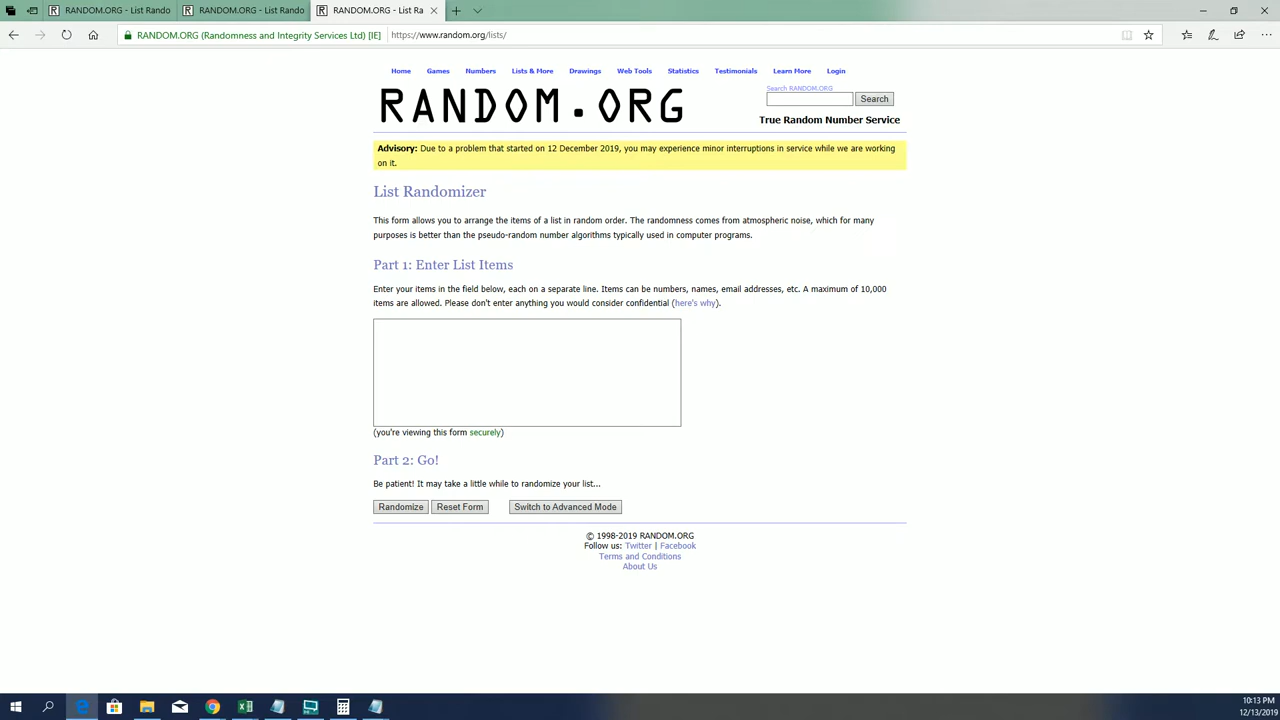 RANDOM.ORG - List Rando
RANDOM.ORG - List Rando
RANDOM.ORG - List Ra
RANDOM.ORG (Randomness and Integrity Services Ltd) [IE]
https://www.random.org/lists/
Home Games Numbers Lists & More Drawings Web Tools Statistics Testimonials Learn More Login
RANDOM.ORG
Search RANDOM.ORG
Search
True Random Number Service
Advisory: Due to a problem that started on 12 December 2019, you may experience minor interruptions in service while we are working
on it.
List Randomizer
This form allows you to arrange the items of a list in random order. The randomness comes from atmospheric noise, which for many
purposes is better than the pseudo-random number algorithms typically used in computer programs.
Part 1: Enter List Items
Enter your items in the field below, each on a separate line. Items can be numbers, names, email addresses, etc. A maximum of 10,000
items are allowed. Please don't enter anything you would consider confidential (here's why).
(you're viewing this form securely)
Part 2: Go!
Be patient! It may take a little while to randomize your list...
Randomize Reset Form Switch to Advanced Mode
© 1998-2019 RANDOM.ORG
Follow us: Twitter | Facebook
Terms and Conditions
About Us
10:13 PM
12/13/2019